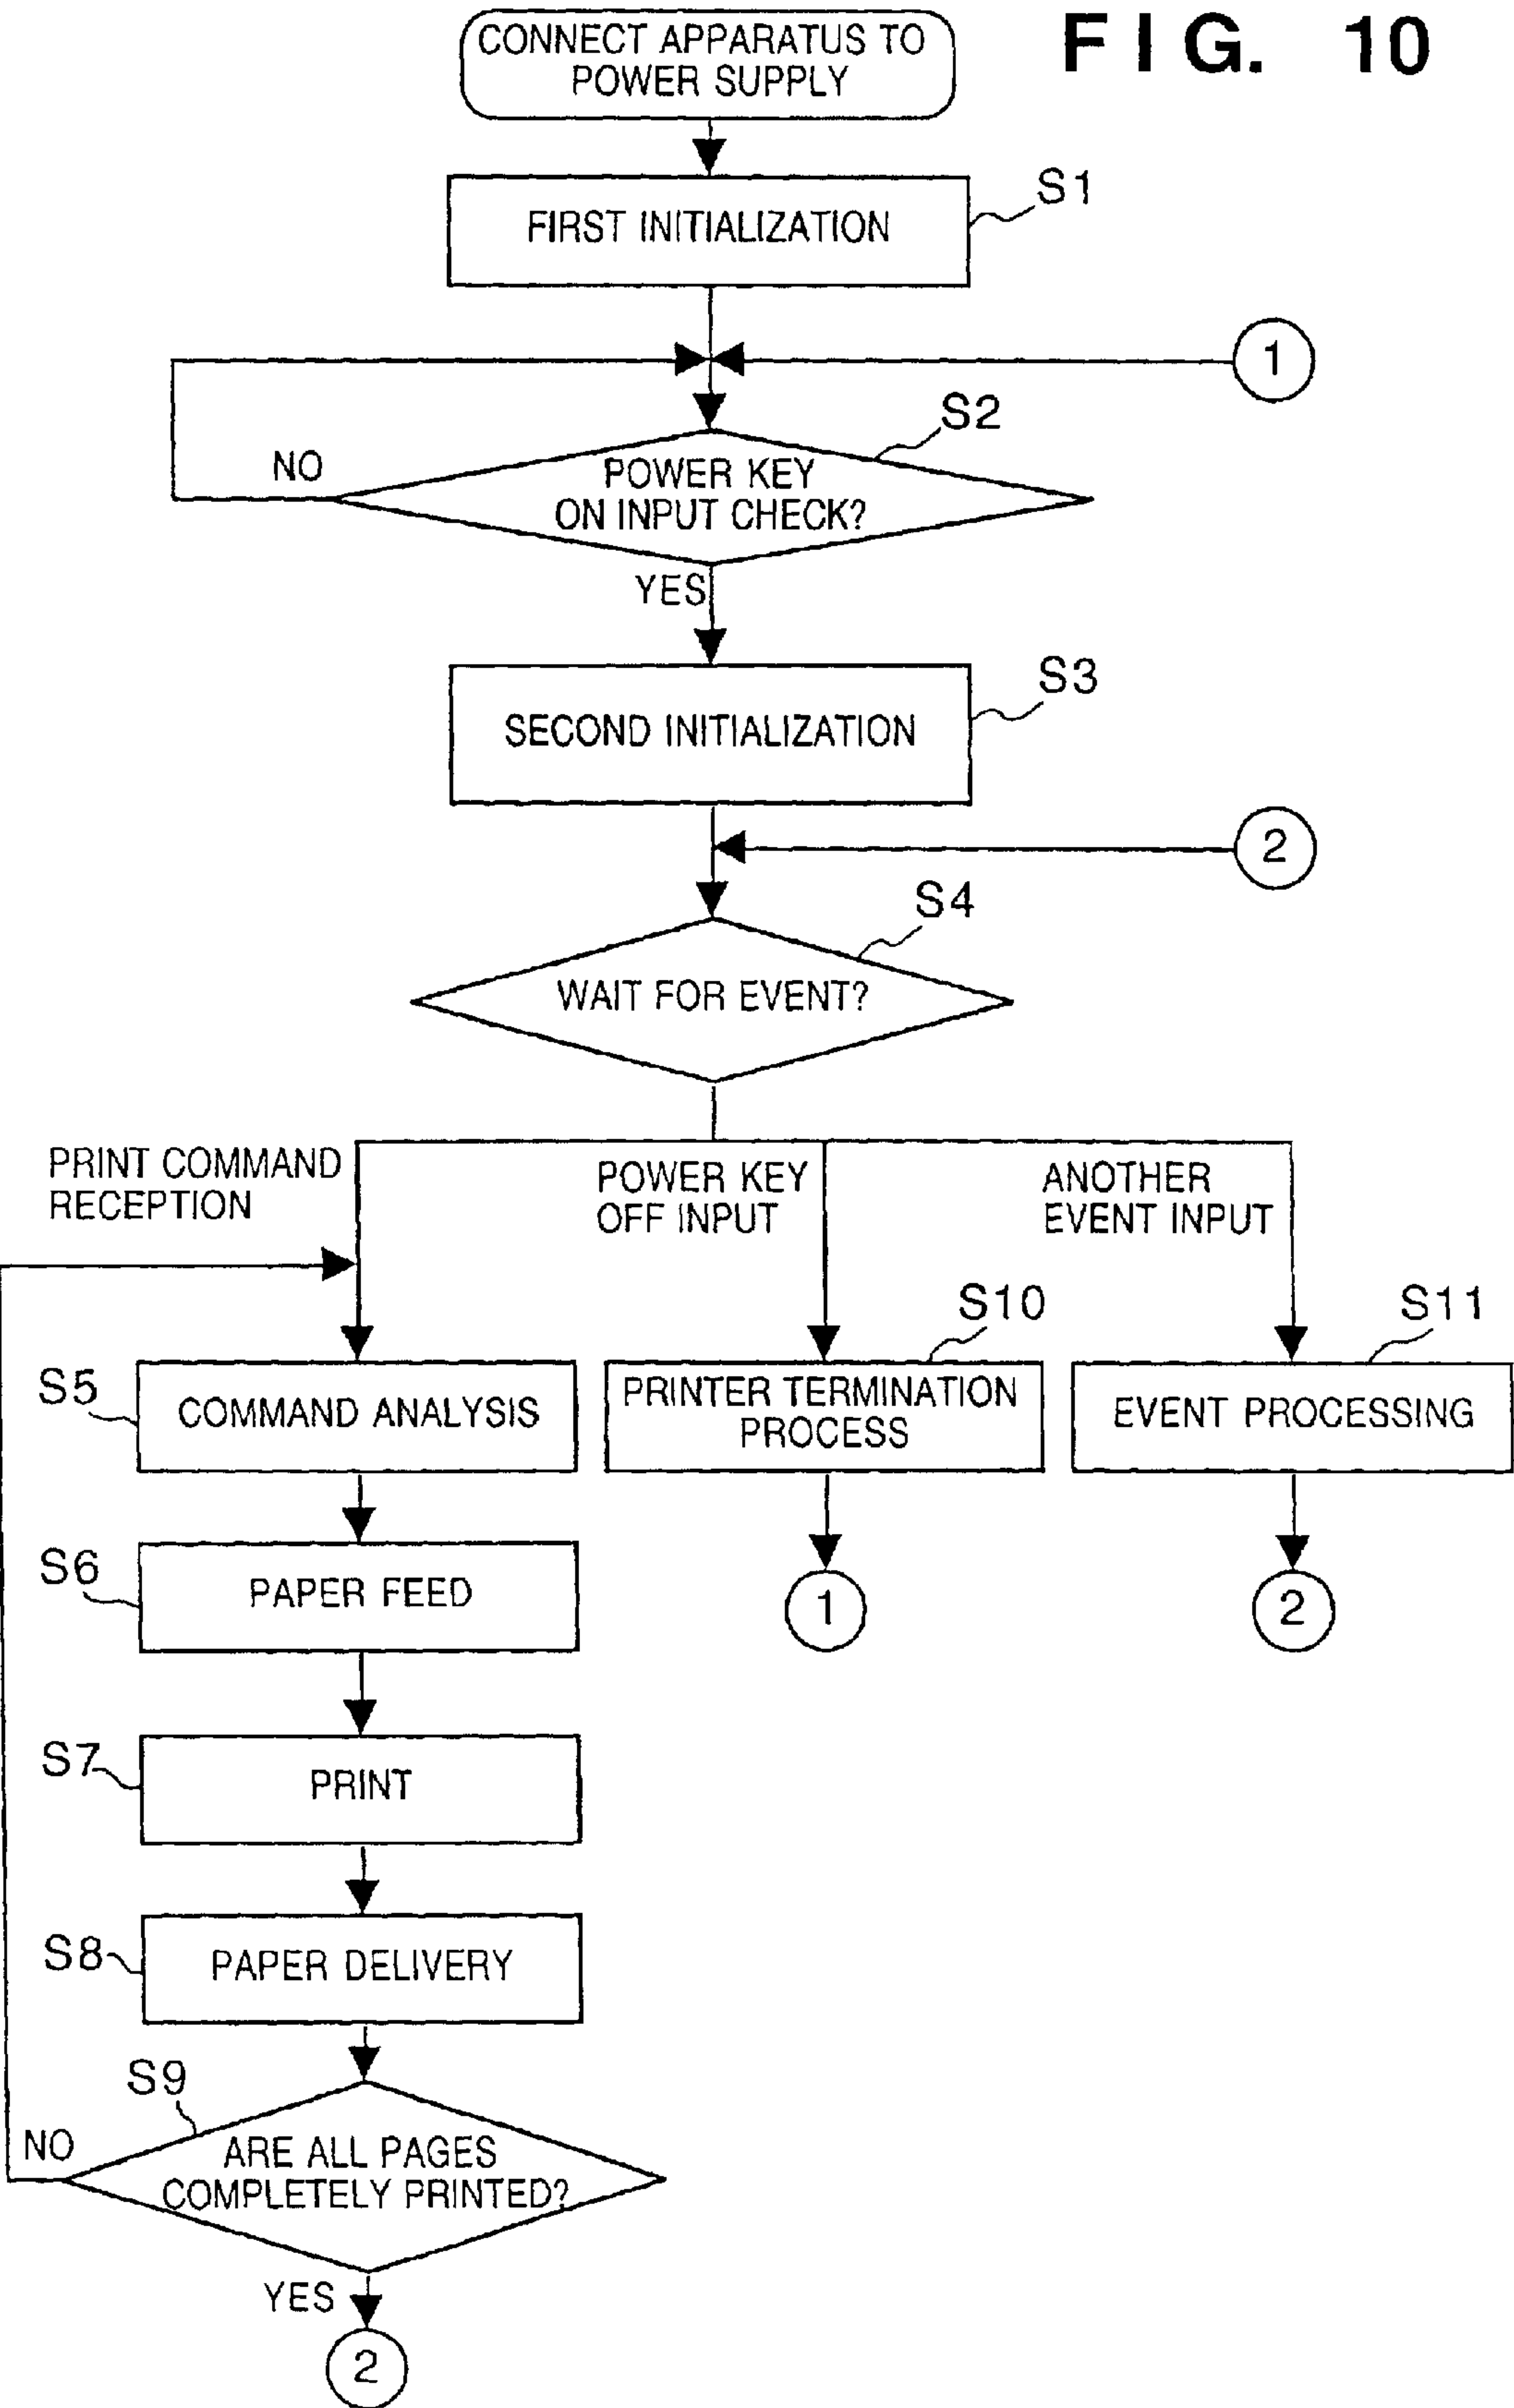 FIG. 10
CONNECT APPARATUS TO
POWER SUPPLY
S1
FIRST INITIALIZATION
1
S2
NO
POWER KEY
ON INPUT CHECK?
YES
S3
SECOND INITIALIZATION
2
S4
WAIT FOR EVENT?
PRINT COMMAND
RECEPTION
POWER KEY
OFF INPUT
ANOTHER
EVENT INPUT
S5
COMMAND ANALYSIS
S10
PRINTER TERMINATION
PROCESS
S11
EVENT PROCESSING
1
2
S6
PAPER FEED
S7
PRINT
S8
PAPER DELIVERY
S9
NO
ARE ALL PAGES
COMPLETELY PRINTED?
YES
2